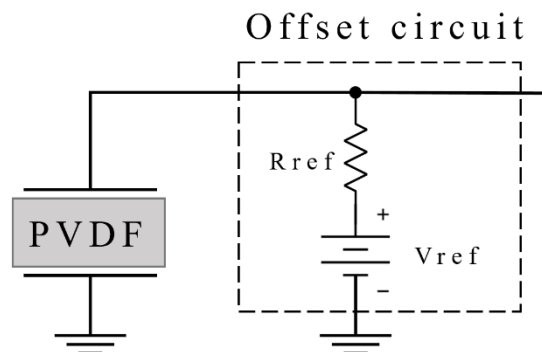 Offset circuit
Rref
+
PVDF
Vref
−